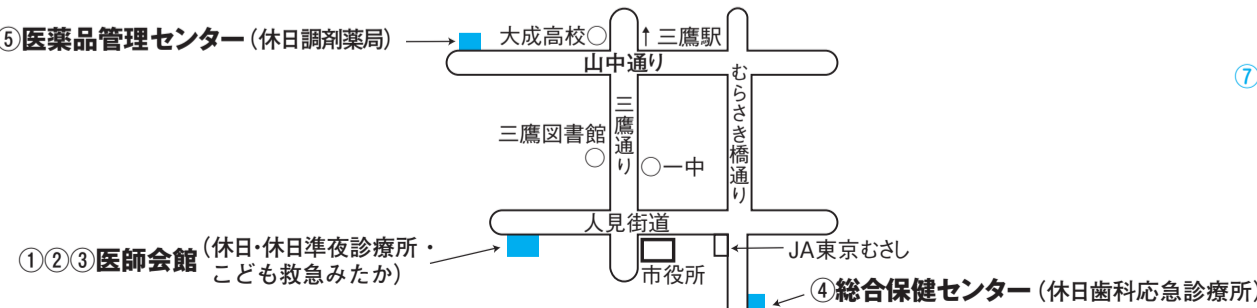 ⑤医薬品管理センター(休日調剤薬局)
大成高校
↑三鷹駅
山中通り
むらさき橋通り
⑦
三鷹通り
三鷹図書館
一中
人見街道
①②③医師会館(休日・休日準夜診療所・
こども救急みたか)
市役所
JA東京むさし
④総合保健センター(休日歯科応急診療所)